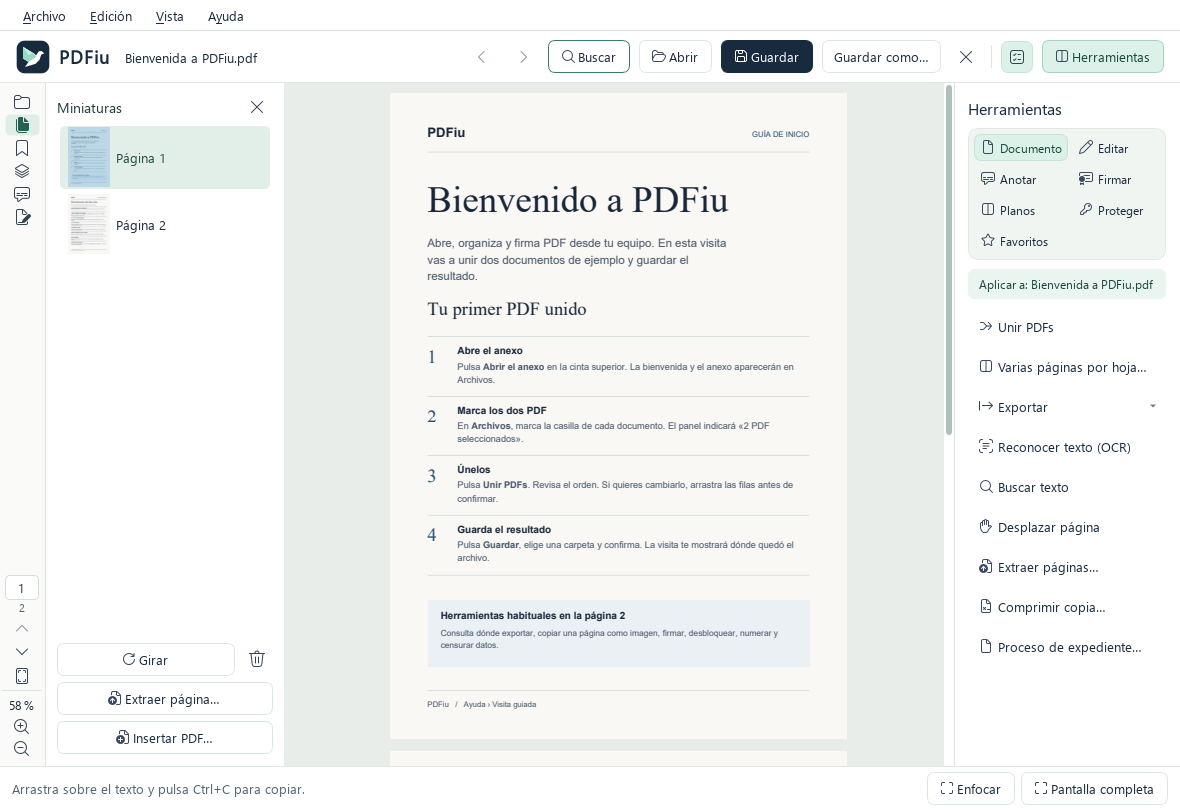 Archivo Edición Vista Ayuda
PDFiu Bienvenida a PDFiu.pdf Buscar Abrir Guardar Guardar como... Herramientas
Miniaturas
Página 1
Página 2
1
2
58 %
Girar
Extraer página...
Insertar PDF...
PDFiu GUÍA DE INICIO
Bienvenido a PDFiu
Abre, organiza y firma PDF desde tu equipo. En esta visita
vas a unir dos documentos de ejemplo y guardar el
resultado.
Tu primer PDF unido
1 Abre el anexo
Pulsa Abrir el anexo en la cinta superior. La bienvenida y el anexo aparecerán en
Archivos.
2 Marca los dos PDF
En Archivos, marca la casilla de cada documento. El panel indicará «2 PDF
seleccionados».
3 Únelos
Pulsa Unir PDFs. Revisa el orden. Si quieres cambiarlo, arrastra las filas antes de
confirmar.
4 Guarda el resultado
Pulsa Guardar, elige una carpeta y confirma. La visita te mostrará dónde quedó el
archivo.
Herramientas habituales en la página 2
Consulta dónde exportar, copiar una página como imagen, firmar, desbloquear, numerar y
censurar datos.
PDFiu / Ayuda › Visita guiada
Herramientas
Documento Editar
Anotar Firmar
Planos Proteger
Favoritos
Aplicar a: Bienvenida a PDFiu.pdf
Unir PDFs
Varias páginas por hoja...
Exportar
Reconocer texto (OCR)
Buscar texto
Desplazar página
Extraer páginas...
Comprimir copia...
Proceso de expediente...
Arrastra sobre el texto y pulsa Ctrl+C para copiar. Enfocar Pantalla completa